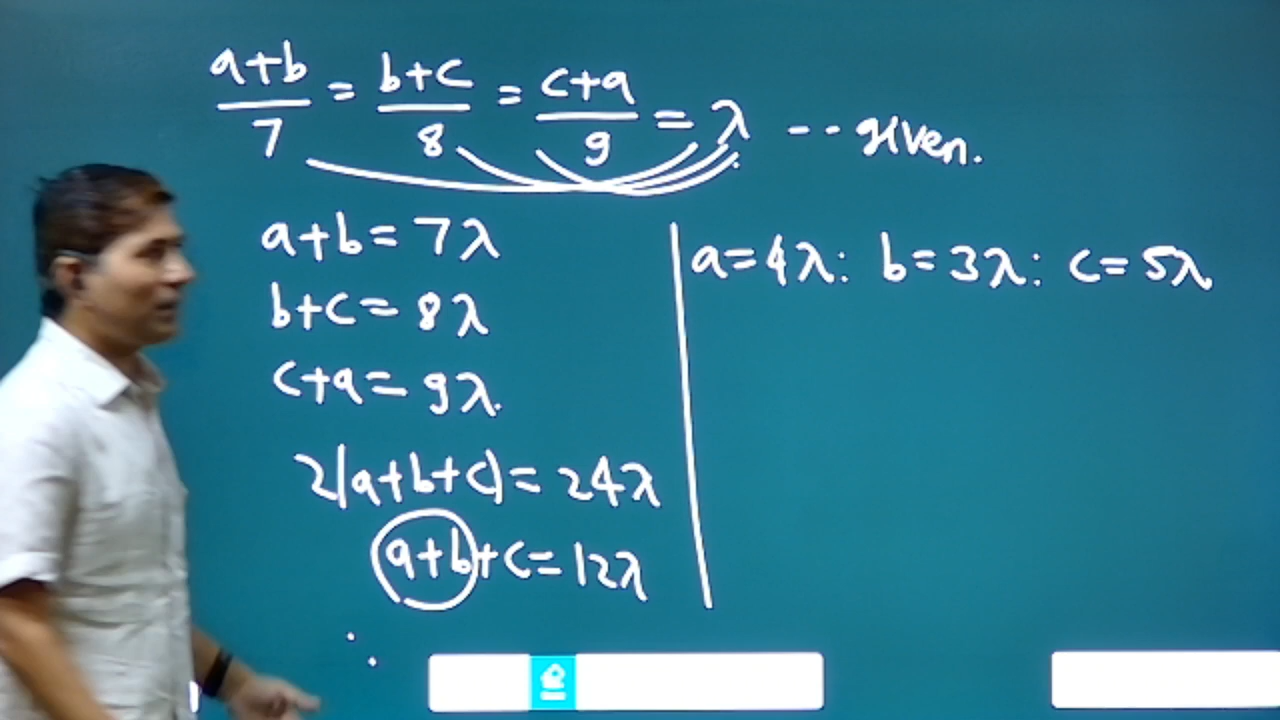 a+b/7 = b+c/8 = c+a/9 = λ -- given.
a+b = 7λ
b+c = 8λ
c+a = 9λ.
2(a+b+c) = 24λ
a+b+c = 12λ
a=4λ: b=3λ: c=5λ